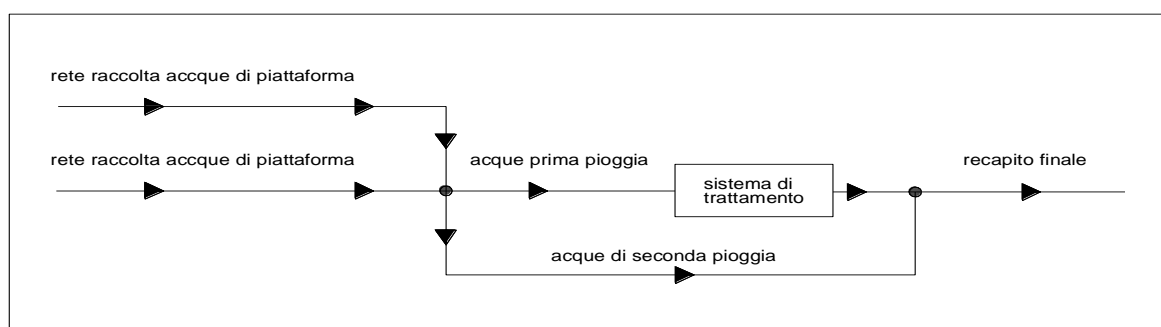 rete raccolta accque di piattaforma
rete raccolta accque di piattaforma
acque prima pioggia
sistema di
trattamento
recapito finale
acque di seconda pioggia